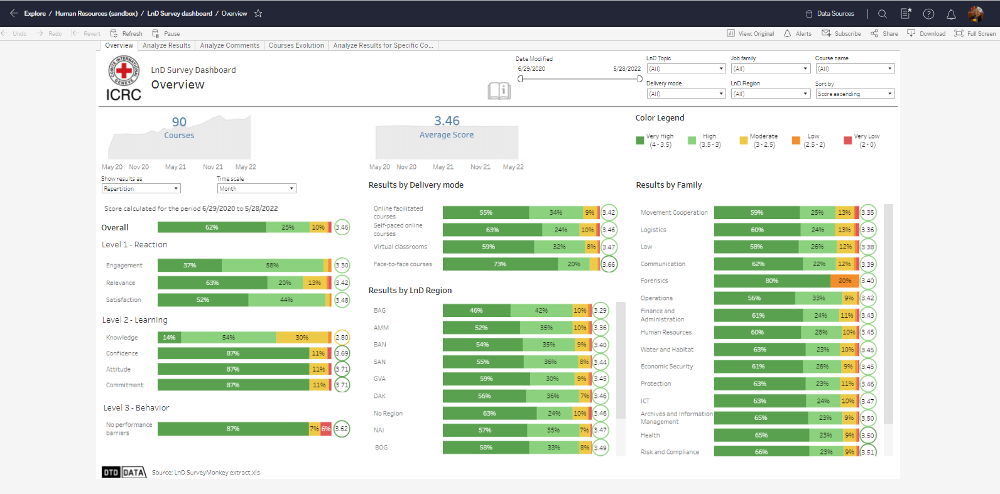 Explore / Human Resources (sandbox) / LnD Survey dashboard / Overview
Data Sources
Undo Redo Revert Refresh Pause
View: Original Alerts Subscribe Share Download Full Screen
Overview Analyze Results Analyze Comments Courses Evolution Analyze Results for Specific Co...
COMITÉ INTERNATIONAL GENEVE
ICRC
LnD Survey Dashboard
Overview
Date Modified
6/29/2020 5/28/2022
LnD Topic
(All)
Job family
(All)
Course name
(All)
Delivery mode
(All)
LnD Region
(All)
Sort by
Score ascending
90
Courses
May 20 Nov 20 May 21 Nov 21 May 22
3.46
Average Score
May 20 Nov 20 May 21 Nov 21 May 22
Color Legend
Very High
(4 - 3.5)
High
(3.5 - 3)
Moderate
(3 - 2.5)
Low
(2.5 - 2)
Very Low
(2 - 0)
Show results as
Repartition
Time scale
Month
Score calculated for the period 6/29/2020 to 5/28/2022
Overall 62% 25% 10% 3.46
Level 1 - Reaction
Engagement 37% 58% 3.30
Relevance 63% 20% 13% 3.42
Satisfaction 52% 44% 3.48
Level 2 - Learning
Knowledge 14% 54% 30% 2.80
Confidence 87% 11% 3.69
Attitude 87% 11% 3.71
Commitment 87% 11% 3.71
Level 3 - Behavior
No performance
barriers 87% 7% 6% 3.62
Results by Delivery mode
Online facilitated
courses 55% 34% 9% 3.42
Self-paced online
courses 63% 24% 10% 3.46
Virtual classrooms 59% 32% 8% 3.47
Face-to-face courses 73% 20% 3.66
Results by LnD Region
BAG 46% 42% 10% 3.29
AMM 52% 35% 10% 3.36
BAN 54% 35% 9% 3.40
SAN 55% 36% 8% 3.44
GVA 59% 30% 9% 3.45
DAK 56% 36% 7% 3.46
No Region 63% 24% 10% 3.46
NAI 57% 35% 7% 3.47
BOG 58% 33% 8% 3.49
Results by Family
Movement Cooperation 59% 25% 13% 3.35
Logistics 60% 24% 13% 3.36
Law 58% 26% 12% 3.38
Communication 62% 22% 12% 3.39
Forensics 80% 20% 3.40
Operations 56% 33% 9% 3.42
Finance and
Administration 61% 24% 11% 3.43
Human Resources 60% 28% 10% 3.45
Water and Habitat 63% 23% 10% 3.45
Economic Security 61% 26% 9% 3.45
Protection 63% 23% 11% 3.46
ICT 63% 24% 10% 3.47
Archives and Information
Management 65% 23% 9% 3.50
Health 65% 23% 9% 3.50
Risk and Compliance 66% 23% 9% 3.51
DTD DATA
Source: LnD SurveyMonkey extract.xls